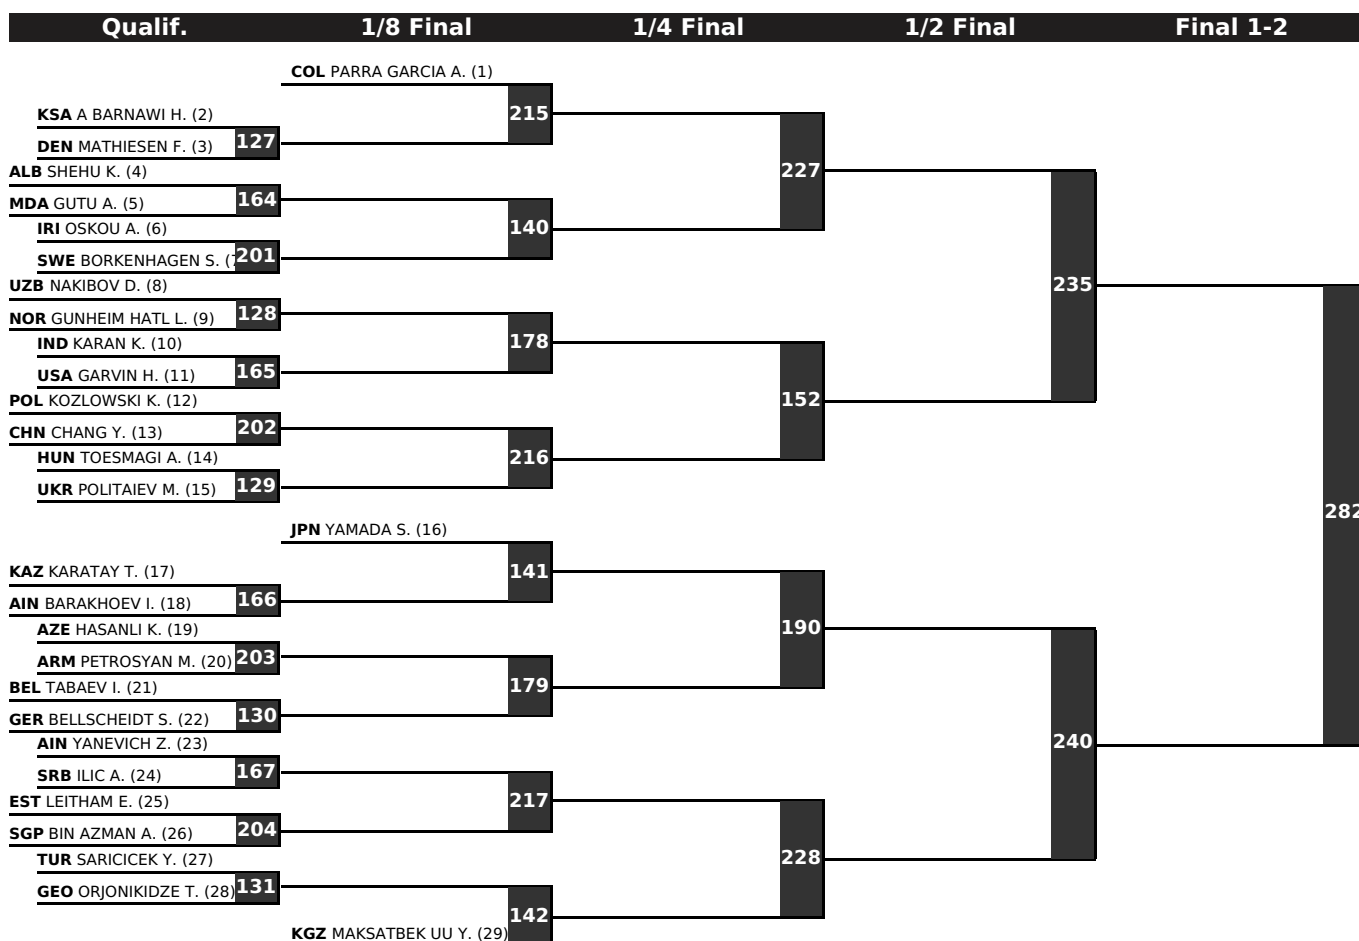 Qualif. 1/8 Final 1/4 Final 1/2 Final Final 1-2
COL PARRA GARCIA A. (1)
KSA A BARNAWI H. (2)
215
127
DEN MATHIESEN F. (3)
ALB SHEHU K. (4)
227
164
MDA GUTU A. (5)
IRI OSKOU A. (6)
140
SWE BORKENHAGEN S. (7
201
UZB NAKIBOV D. (8)
235
128
NOR GUNHEIM HATL L. (9)
IND KARAN K. (10)
178
165
USA GARVIN H. (11)
POL KOZLOWSKI K. (12)
152
202
CHN CHANG Y. (13)
HUN TOESMAGI A. (14)
216
129
UKR POLITAIEV M. (15)
282
JPN YAMADA S. (16)
KAZ KARATAY T. (17)
141
166
AIN BARAKHOEV I. (18)
AZE HASANLI K. (19)
190
203
ARM PETROSYAN M. (20)
BEL TABAEV I. (21)
179
130
GER BELLSCHEIDT S. (22)
AIN YANEVICH Z. (23)
240
167
SRB ILIC A. (24)
EST LEITHAM E. (25)
217
204
SGP BIN AZMAN A. (26)
TUR SARICICEK Y. (27)
228
131
GEO ORJONIKIDZE T. (28)
142
KGZ MAKSATBEK UU Y. (29)